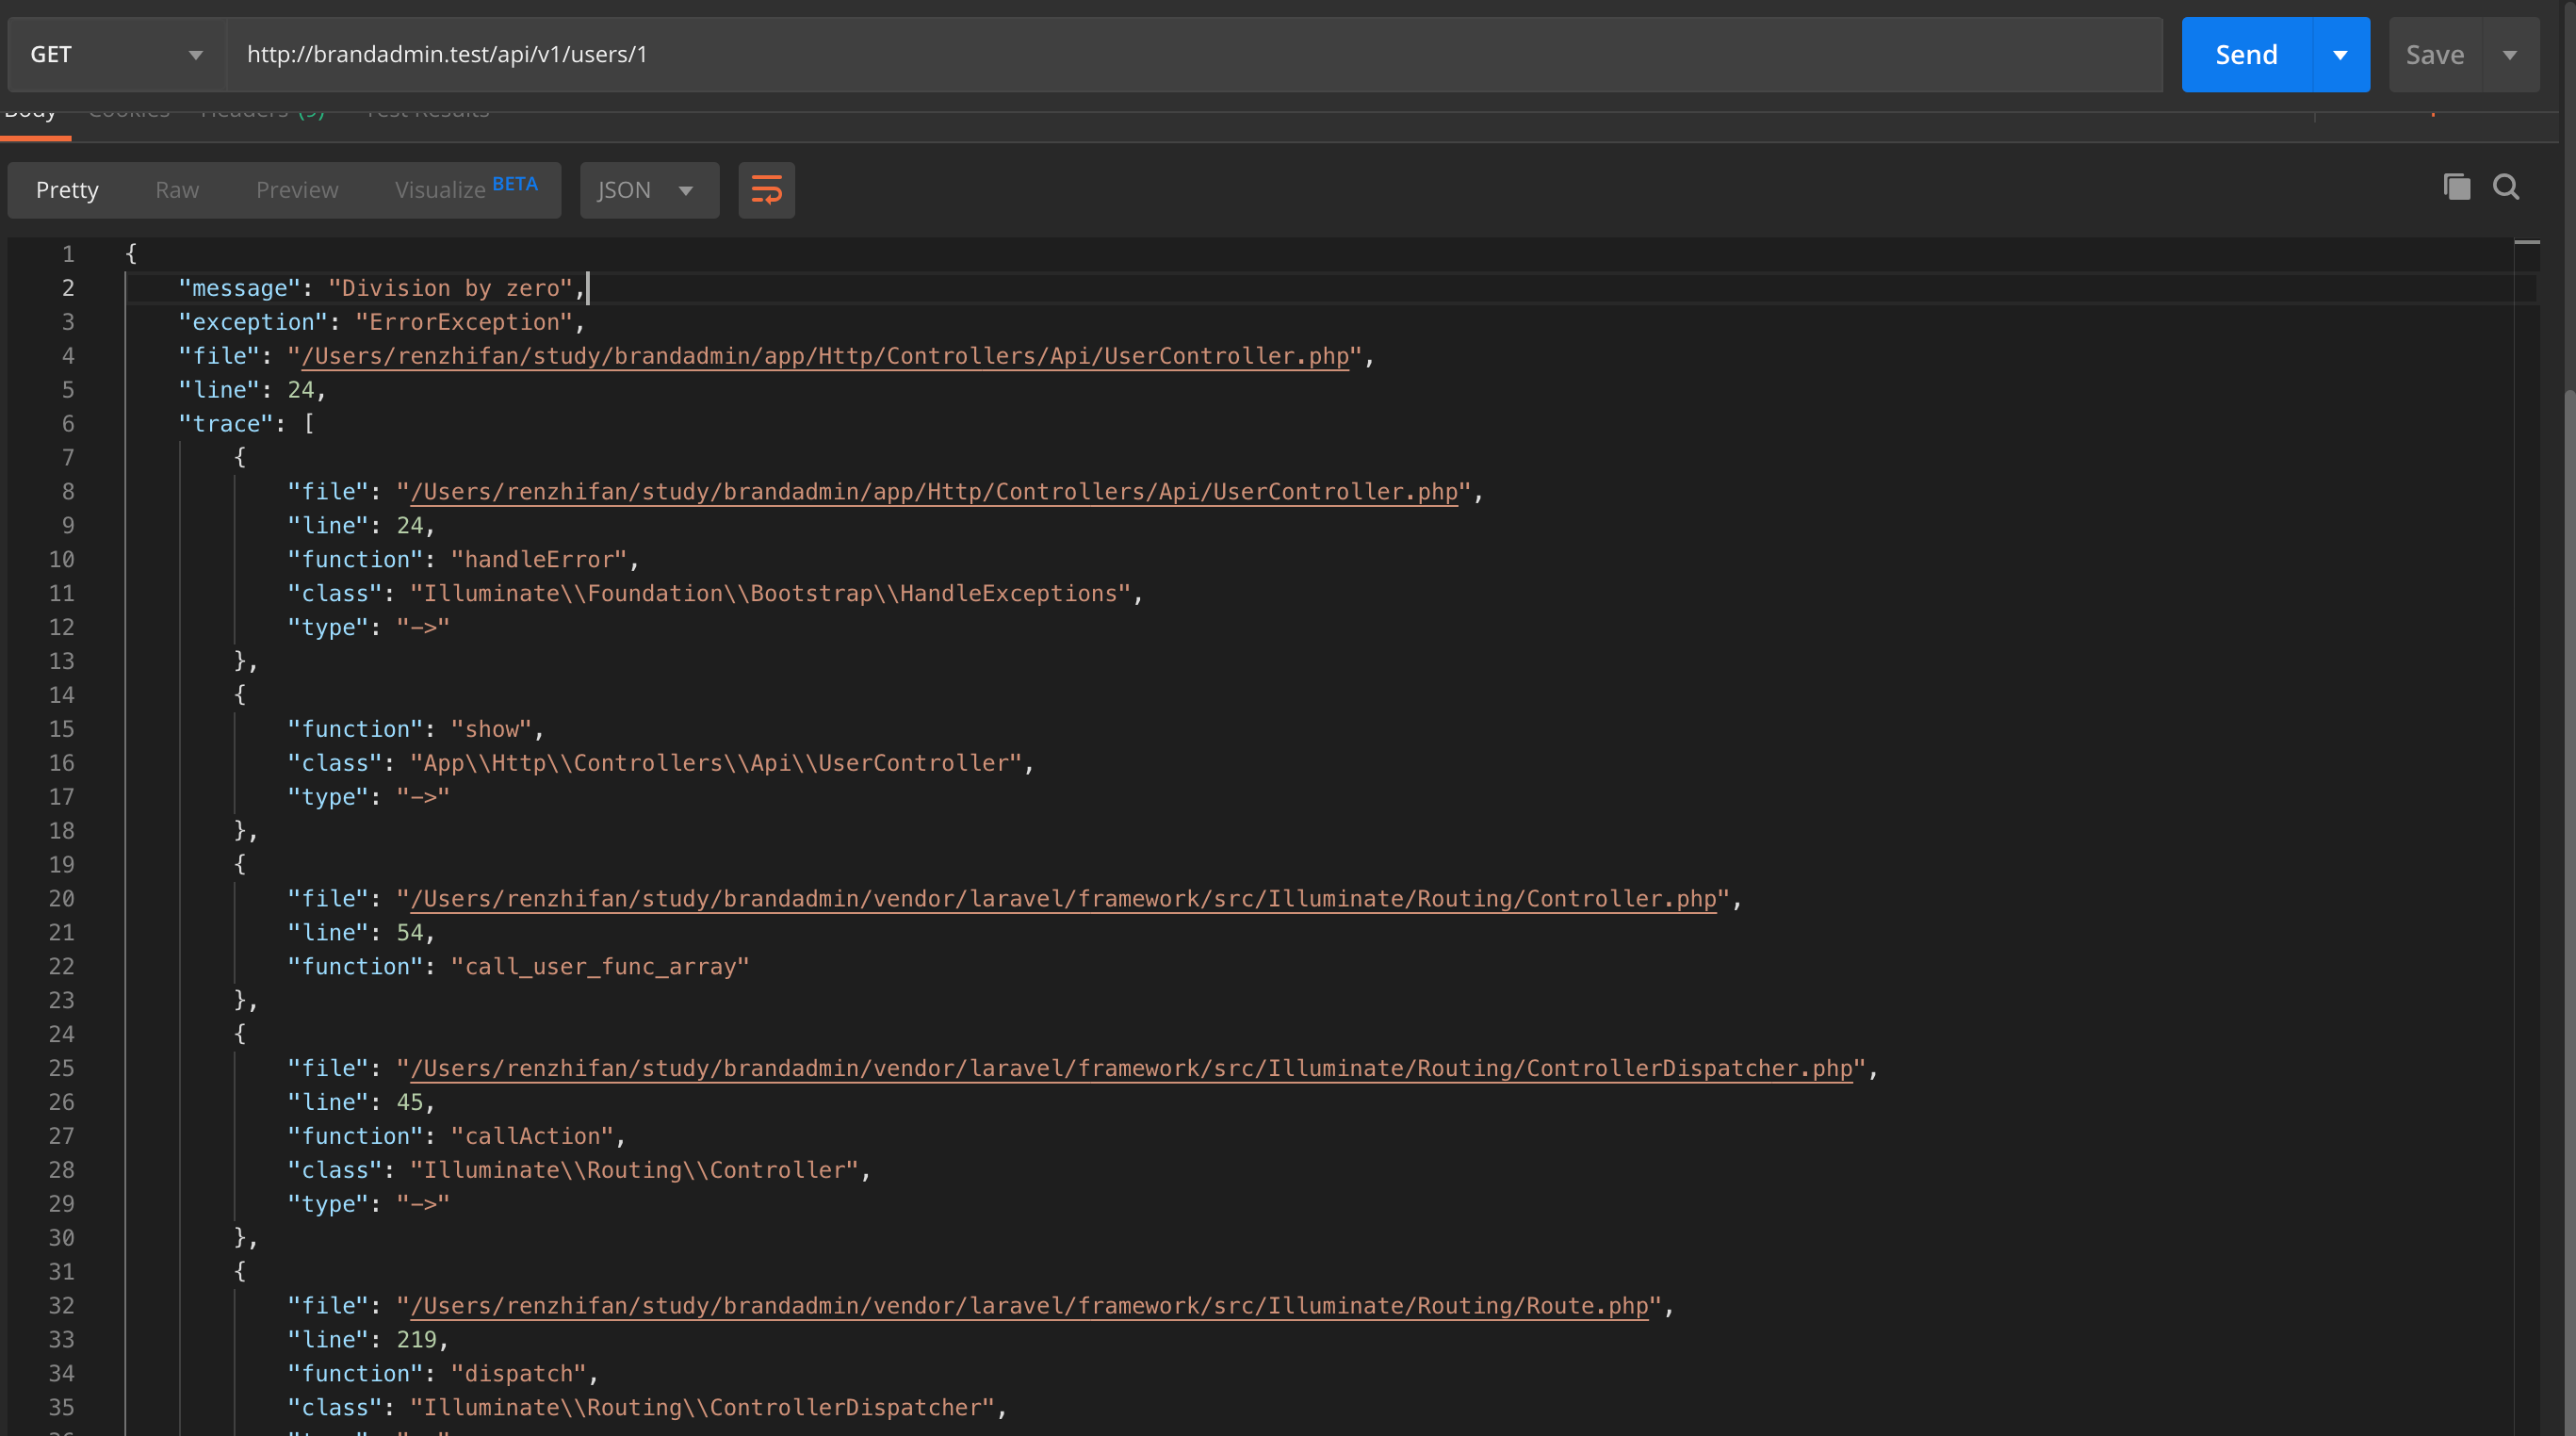 GET http://brandadmin.test/api/v1/users/1 Send Save
Body Cookies Headers (9) Test Results
Pretty Raw Preview Visualize BETA JSON
1 {
2 "message": "Division by zero",
3 "exception": "ErrorException",
4 "file": "/Users/renzhifan/study/brandadmin/app/Http/Controllers/Api/UserController.php",
5 "line": 24,
6 "trace": [
7 {
8 "file": "/Users/renzhifan/study/brandadmin/app/Http/Controllers/Api/UserController.php",
9 "line": 24,
10 "function": "handleError",
11 "class": "Illuminate\\Foundation\\Bootstrap\\HandleExceptions",
12 "type": "->"
13 },
14 {
15 "function": "show",
16 "class": "App\\Http\\Controllers\\Api\\UserController",
17 "type": "->"
18 },
19 {
20 "file": "/Users/renzhifan/study/brandadmin/vendor/laravel/framework/src/Illuminate/Routing/Controller.php",
21 "line": 54,
22 "function": "call_user_func_array"
23 },
24 {
25 "file": "/Users/renzhifan/study/brandadmin/vendor/laravel/framework/src/Illuminate/Routing/ControllerDispatcher.php",
26 "line": 45,
27 "function": "callAction",
28 "class": "Illuminate\\Routing\\Controller",
29 "type": "->"
30 },
31 {
32 "file": "/Users/renzhifan/study/brandadmin/vendor/laravel/framework/src/Illuminate/Routing/Route.php",
33 "line": 219,
34 "function": "dispatch",
35 "class": "Illuminate\\Routing\\ControllerDispatcher",